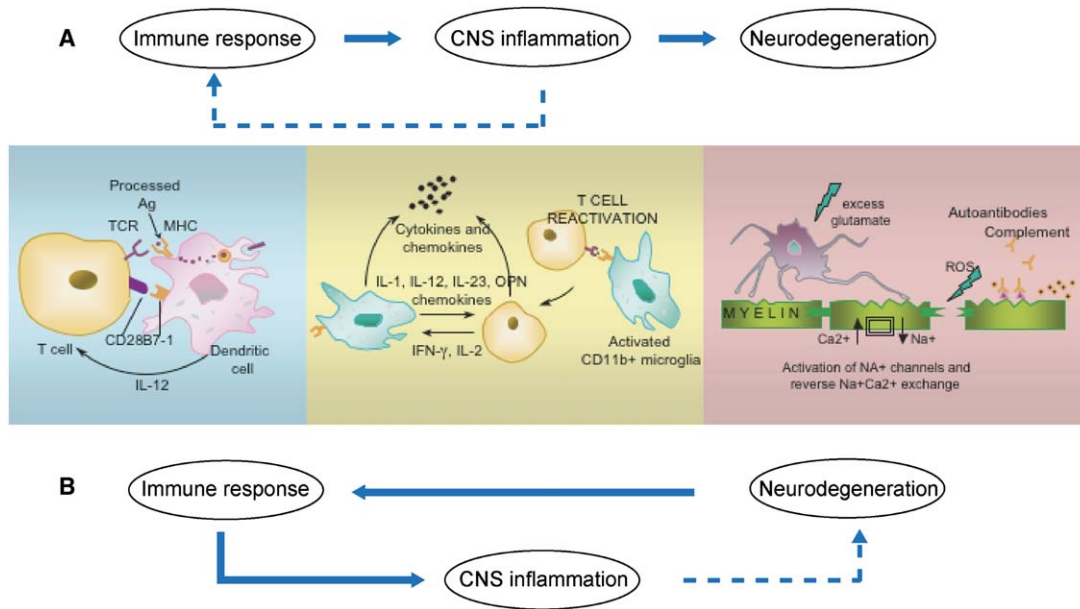 A
Immune response
CNS inflammation
Neurodegeneration
Processed
Ag
TCR
MHC
CD28B7-1
T cell
Dendritic
cell
IL-12
Cytokines and
chemokines
T CELL
REACTIVATION
IL-1, IL-12, IL-23, OPN
chemokines
IFN-γ, IL-2
Activated
CD11b+ microglia
excess
glutamate
Autoantibodies
Complement
ROS
MYELIN
Ca2+
Na+
Activation of NA+ channels and
reverse Na+Ca2+ exchange
B
Immune response
Neurodegeneration
CNS inflammation